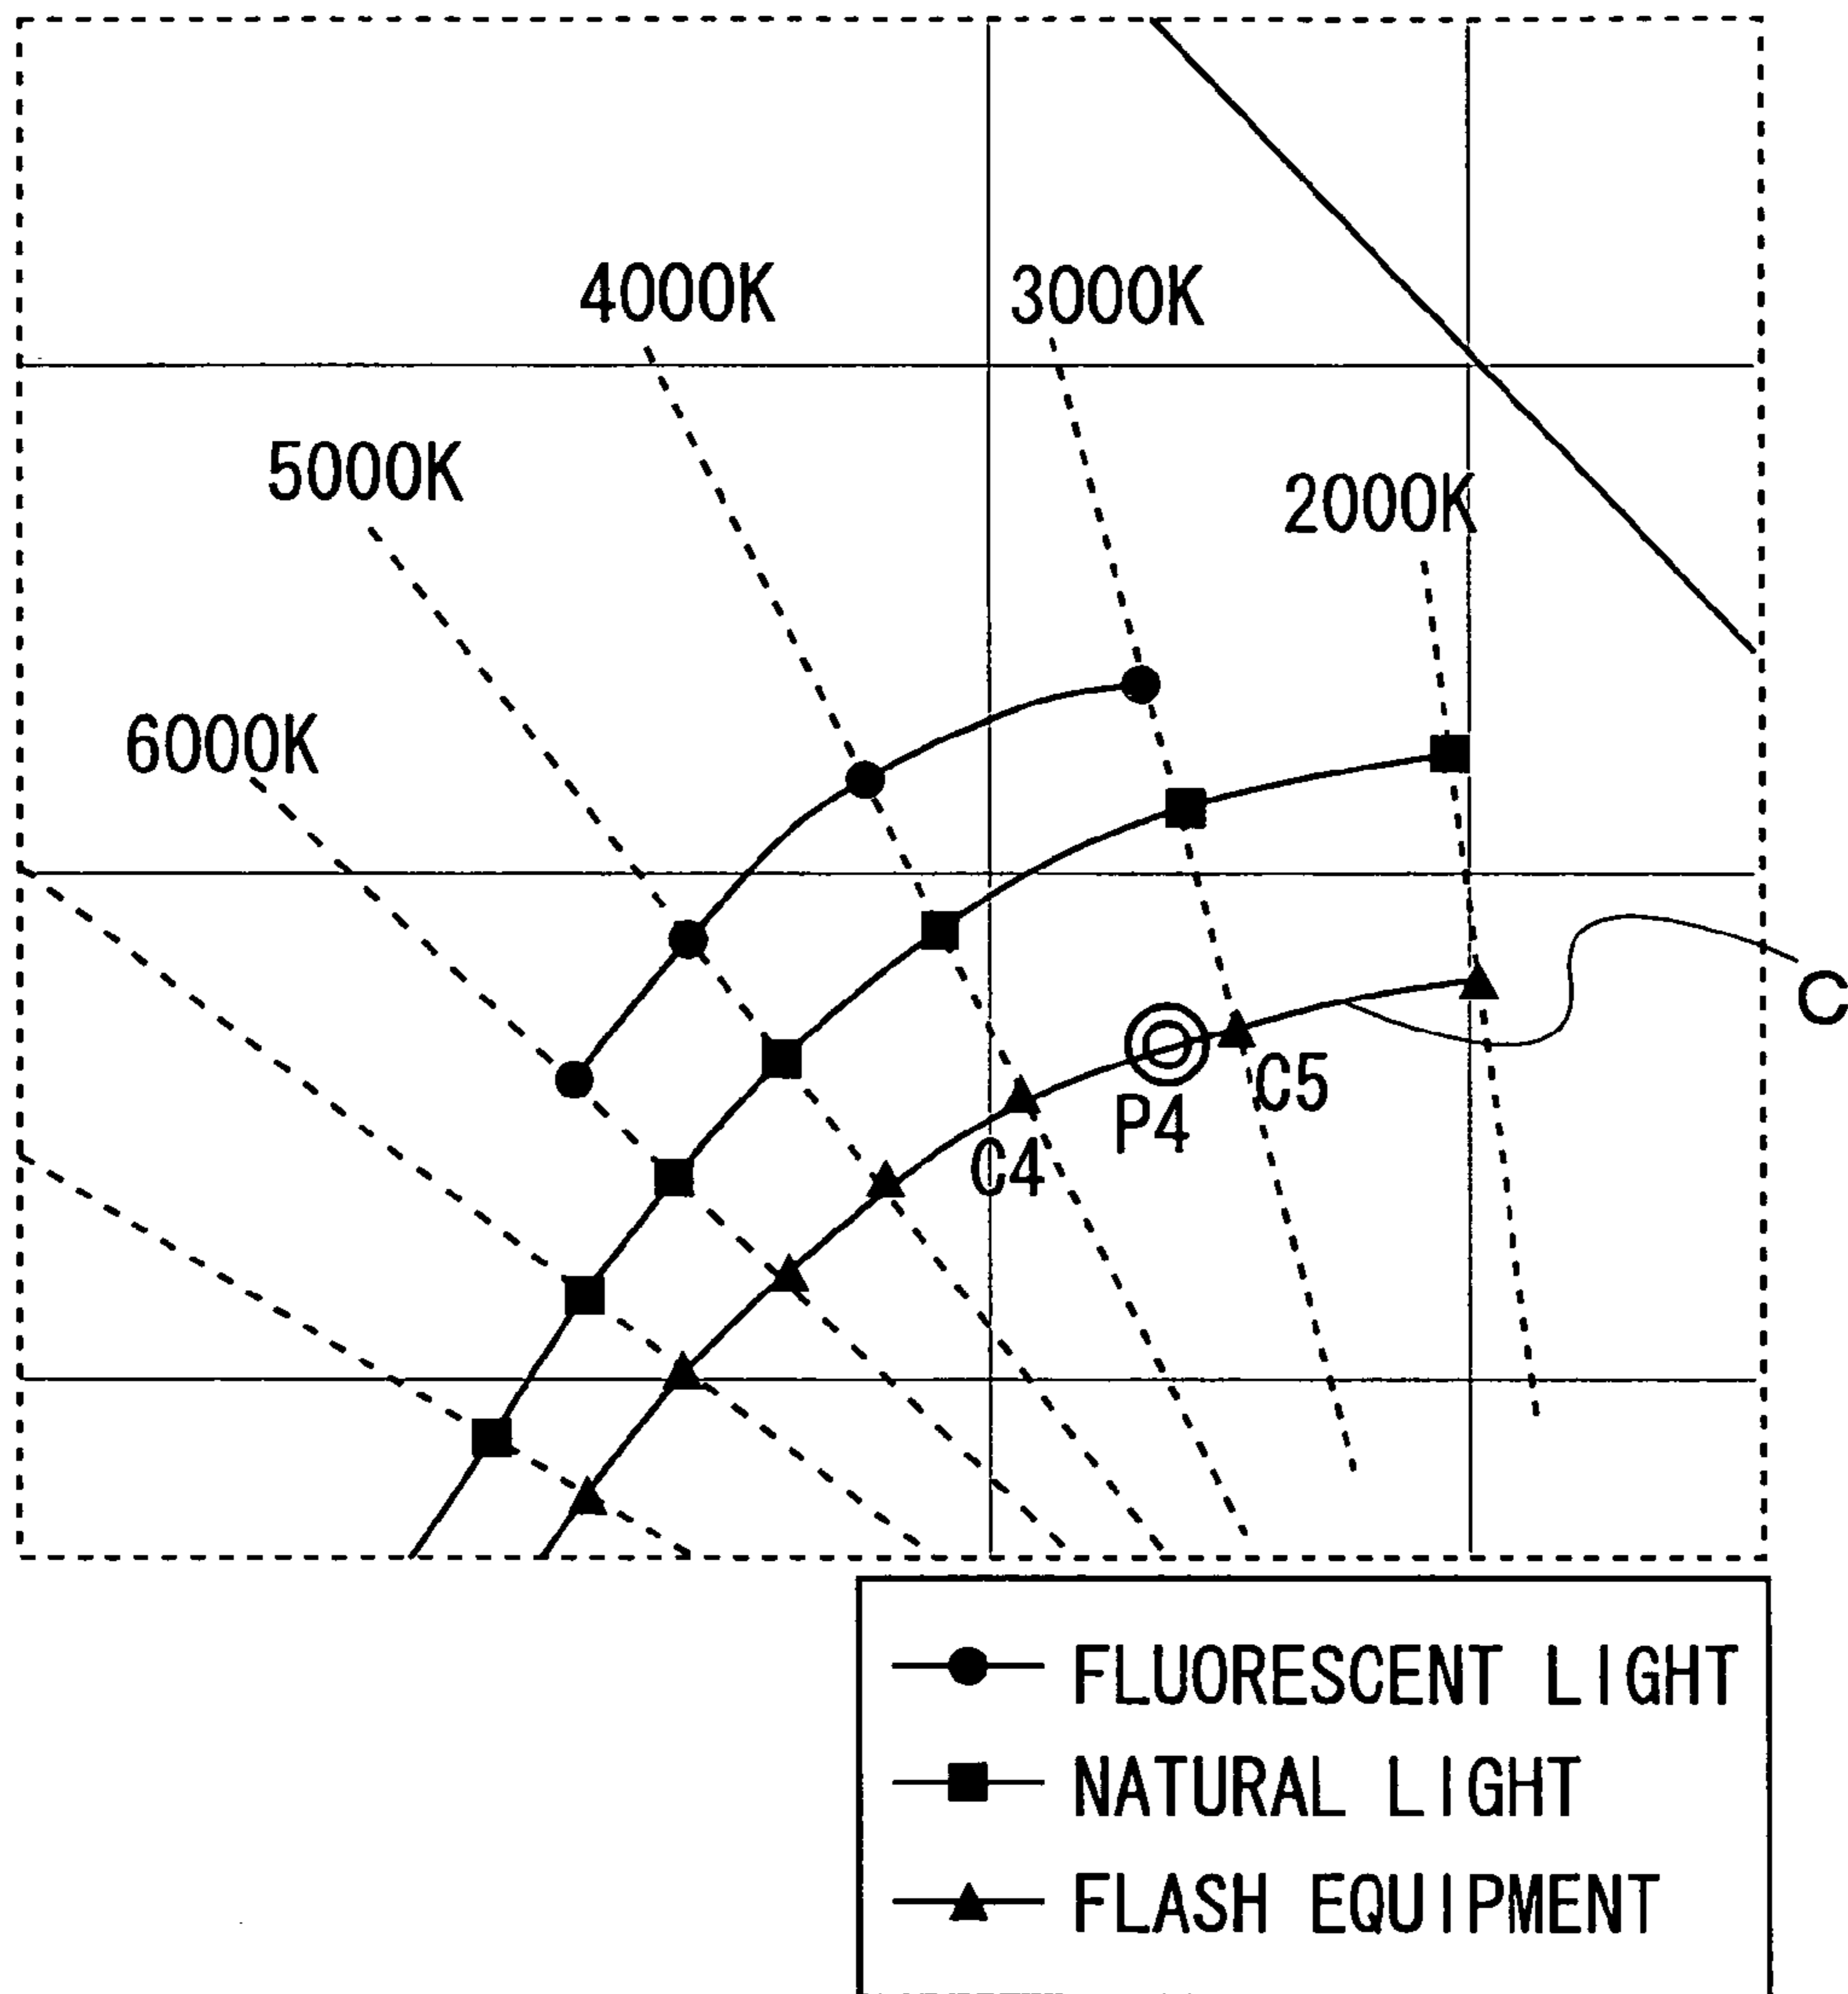 4000K
3000K
5000K
2000K
6000K
C
C5
P4
C4
FLUORESCENT LIGHT
NATURAL LIGHT
FLASH EQUIPMENT